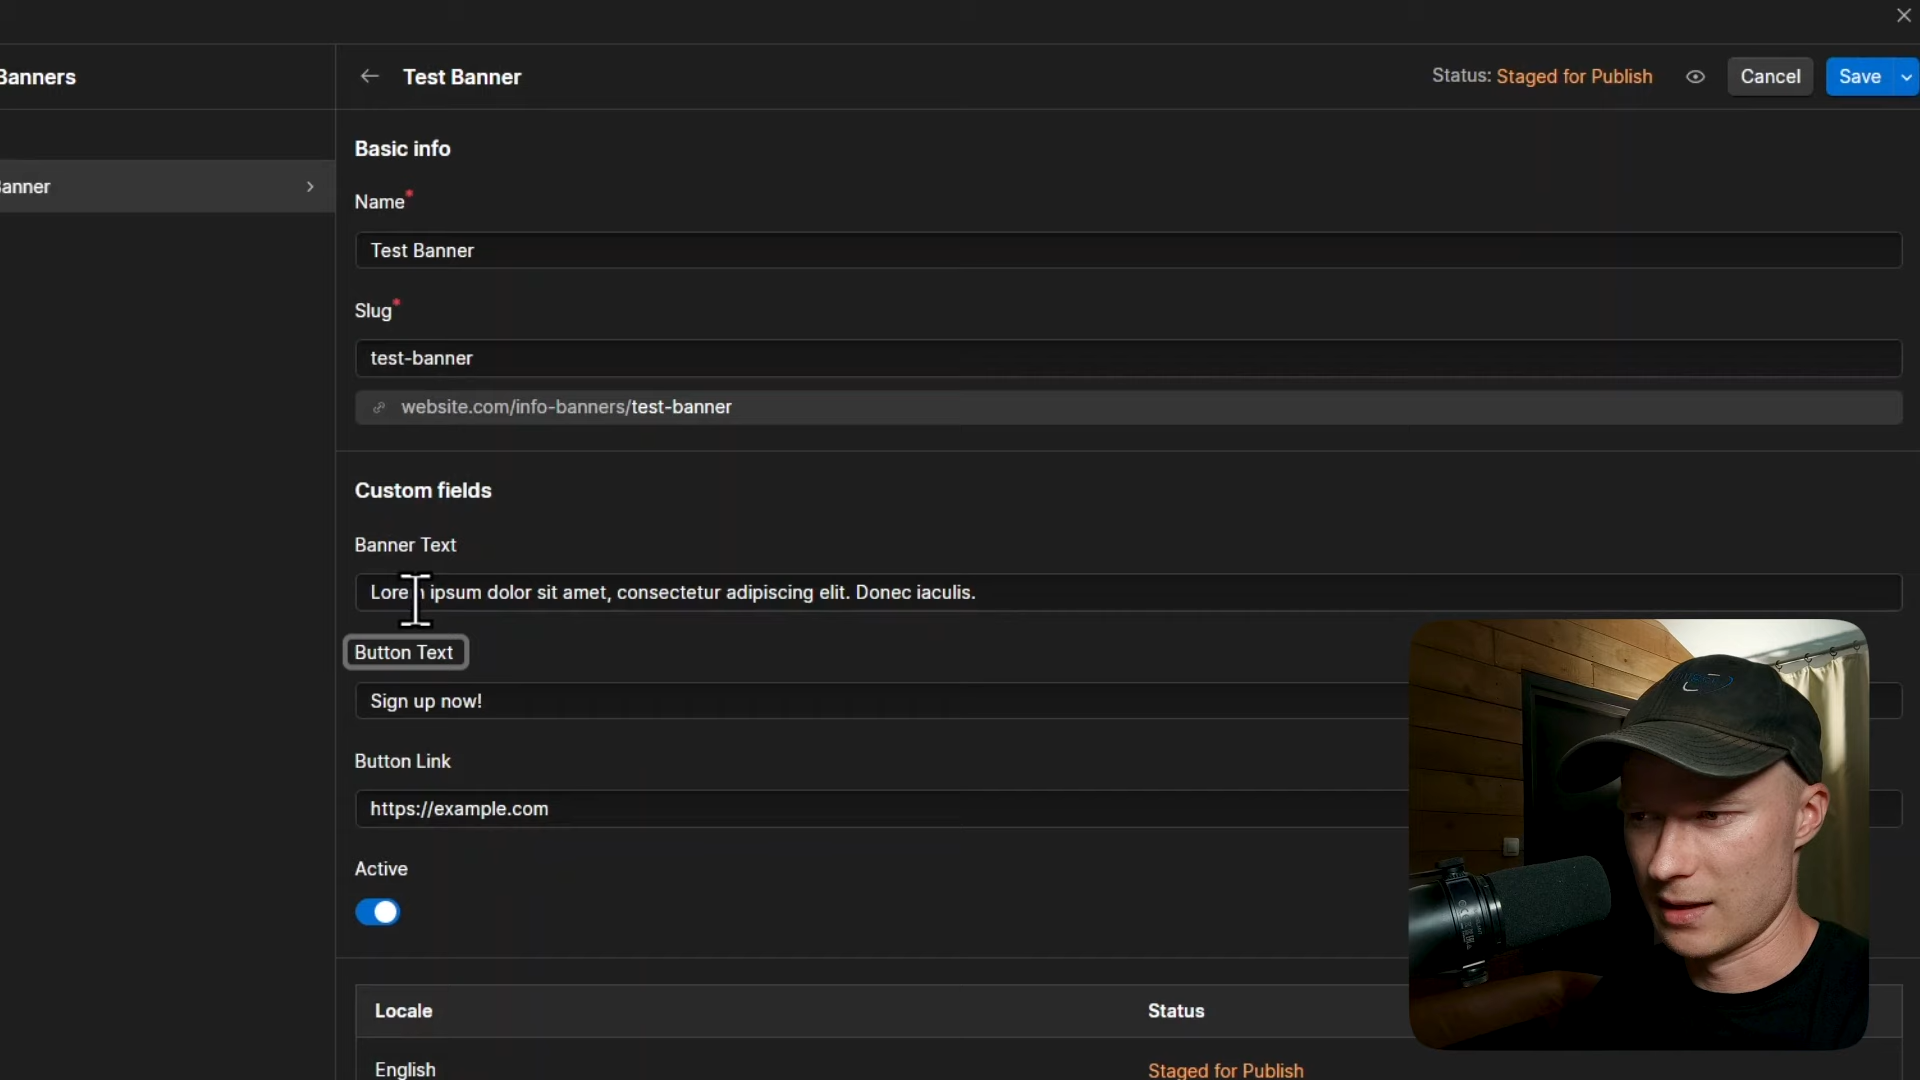 Banners
Test Banner
Status: Staged for Publish
Cancel
Save
Banner
Basic info
Name*
Test Banner
Slug*
test-banner
website.com/info-banners/test-banner
Custom fields
Banner Text
Lorem ipsum dolor sit amet, consectetur adipiscing elit. Donec iaculis.
Button Text
Sign up now!
Button Link
https://example.com
Active
Locale
Status
English
Staged for Publish